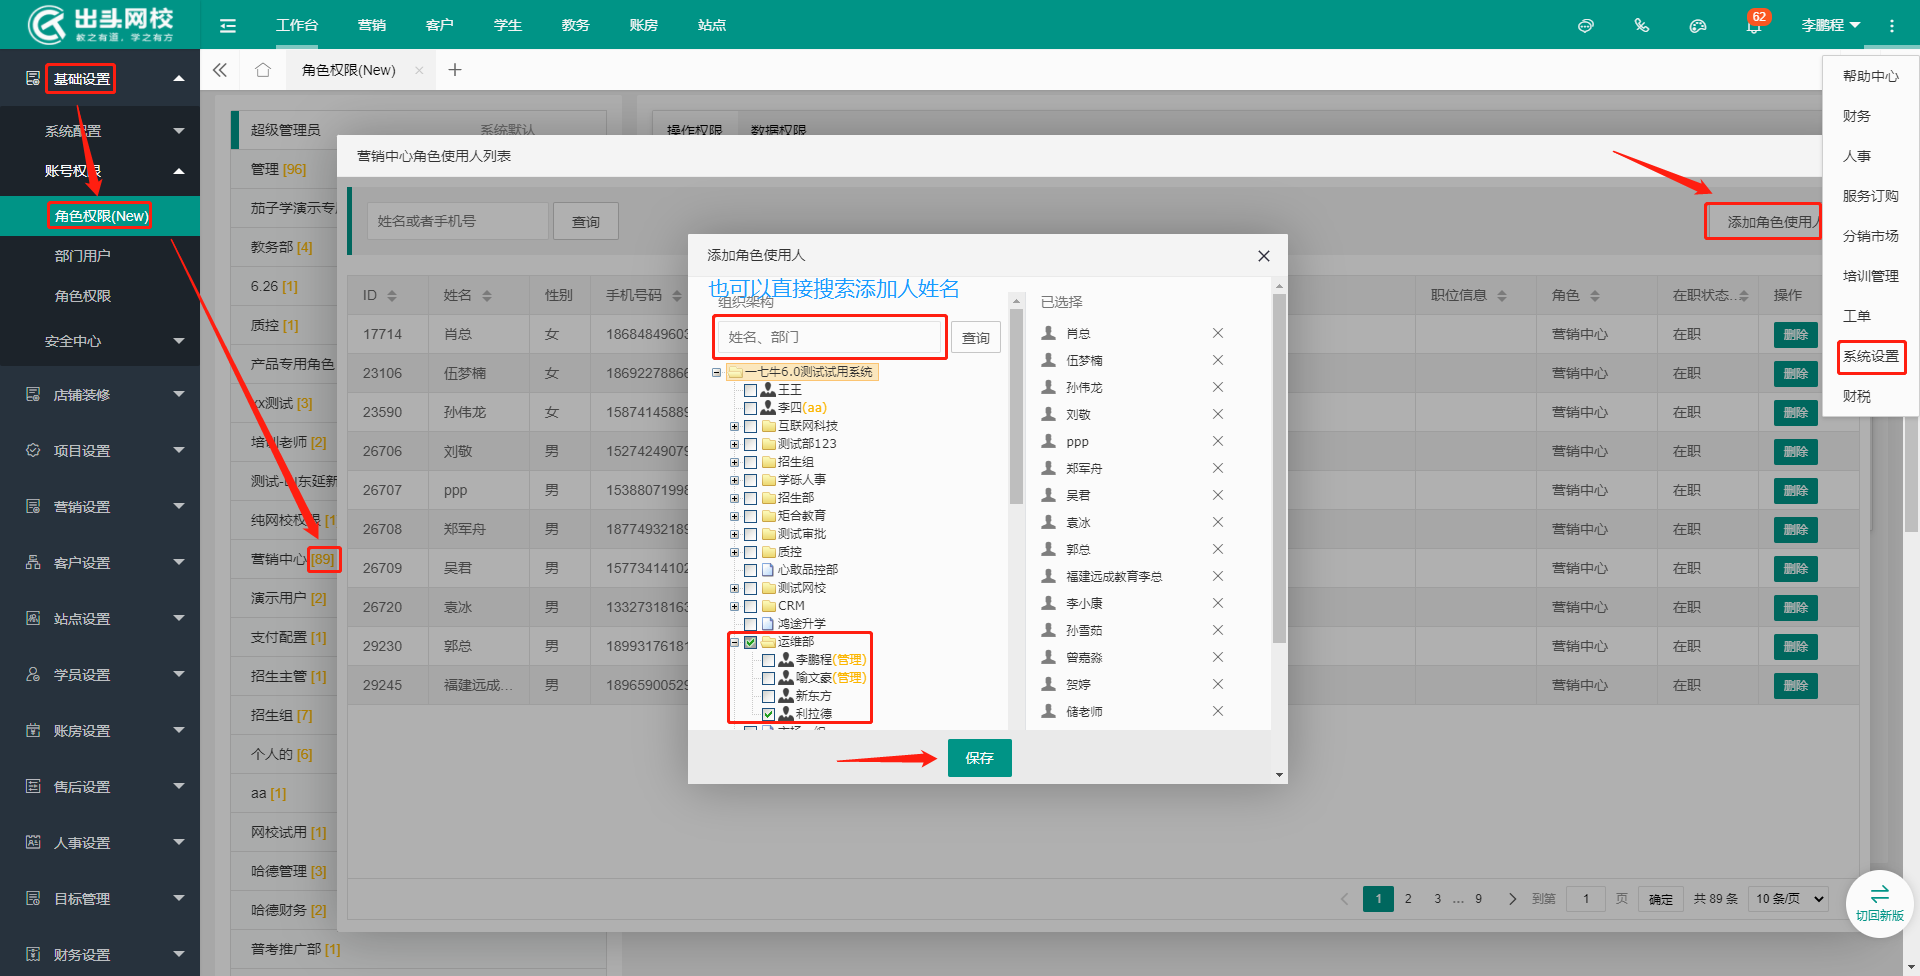 出头网校
教之有道，学之有方
工作台
营销
客户
学生
教务
账房
站点
62
李鹏程
角色权限(New)
基础设置
系统配置
账号权限
角色权限(New)
部门用户
角色权限
安全中心
店铺装修
项目设置
营销设置
客户设置
站点设置
学员设置
账房设置
售后设置
人事设置
目标管理
财务设置
超级管理员 系统默认
管理 [96]
茄子学演示专
教务部 [4]
6.26 [1]
质控 [1]
产品专用角色
xx测试 [3]
培训老师 [2]
测试-山东延新
纯网校权限 [1
营销中心 [89]
演示用户 [2]
支付配置 [1]
招生主管 [1]
招生组 [7]
个人的 [6]
aa [1]
网校试用 [1]
哈德管理 [3]
哈德财务 [2]
普考推广部 [1]
操作权限 数据权限
营销中心角色使用人列表
姓名或者手机号 查询 添加角色使用人
ID 姓名 性别 手机号码 职位信息 角色 在职状态... 操作
17714 肖总 女 18684849603 营销中心 在职 删除
23106 伍梦楠 女 18692278866 营销中心 在职 删除
23590 孙伟龙 女 15874145889 营销中心 在职 删除
26706 刘敬 男 15274249079 营销中心 在职 删除
26707 ppp 男 15388071998 营销中心 在职 删除
26708 郑军舟 男 18774932189 营销中心 在职 删除
26709 吴君 男 15773414102 营销中心 在职 删除
26720 袁冰 男 13327318163 营销中心 在职 删除
29230 郭总 男 18993176181 营销中心 在职 删除
29245 福建远成... 男 18965900529 营销中心 在职 删除
1 2 3 ... 9 到第 1 页 确定 共 89 条 10 条/页
添加角色使用人
也可以直接搜索添加人姓名
组织架构
姓名、部门 查询
一七牛6.0测试试用系统
王王
李四(aa)
互联网科技
测试部123
招生组
学砾人事
招生部
矩合教育
测试审批
质控
心敢品控部
测试网校
CRM
鸿途升学
运维部
李鹏程(管理)
喻文豪(管理)
新东方
利拉德
已选择
肖总
伍梦楠
孙伟龙
刘敬
ppp
郑军舟
吴君
袁冰
郭总
福建远成教育李总
李小康
孙雪茹
曾嘉淼
贺婷
储老师
保存
帮助中心
财务
人事
服务订购
分销市场
培训管理
工单
系统设置
财税
切回新版